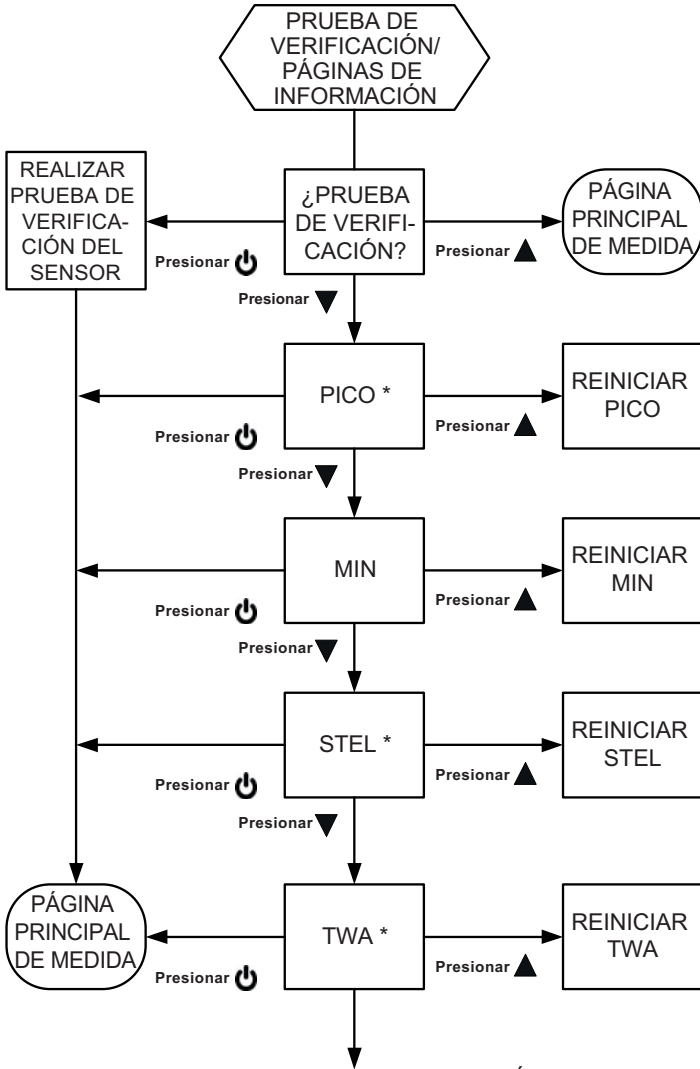 PRUEBA DE
VERIFICACIÓN/
PÁGINAS DE
INFORMACIÓN
REALIZAR
PRUEBA DE
VERIFICA-
CIÓN DEL
SENSOR
¿PRUEBA
DE VERIFI-
CACIÓN?
PÁGINA
PRINCIPAL
DE MEDIDA
Presionar
Presionar
Presionar
PICO *
REINICIAR
PICO
Presionar
Presionar
Presionar
MIN
REINICIAR
MIN
Presionar
Presionar
Presionar
STEL *
REINICIAR
STEL
Presionar
Presionar
Presionar
PÁGINA
PRINCIPAL
DE MEDIDA
TWA *
REINICIAR
TWA
Presionar
Presionar